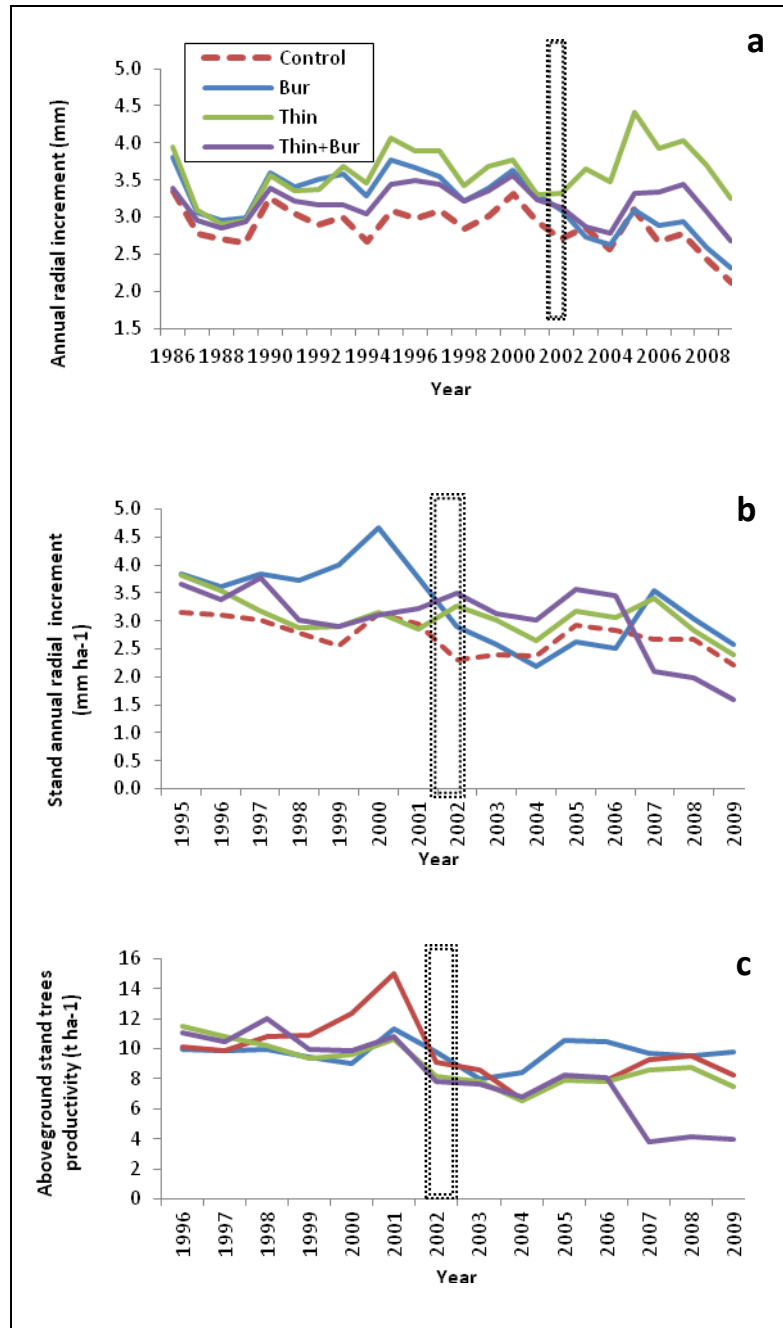 a
Control
Bur
Thin
Thin+Bur
Annual radial increment (mm)
5.0
4.5
4.0
3.5
3.0
2.5
2.0
1.5
1986 1988 1990 1992 1994 1996 1998 2000 2002 2004 2006 2008
Year
b
Stand annual radial increment
(mm ha-1)
5.0
4.5
4.0
3.5
3.0
2.5
2.0
1.5
1.0
0.5
0.0
1995 1996 1997 1998 1999 2000 2001 2002 2003 2004 2005 2006 2007 2008 2009
Year
c
Aboveground stand trees
productivity (t ha-1)
16
14
12
10
8
6
4
2
0
1996 1997 1998 1999 2000 2001 2002 2003 2004 2005 2006 2007 2008 2009
Year